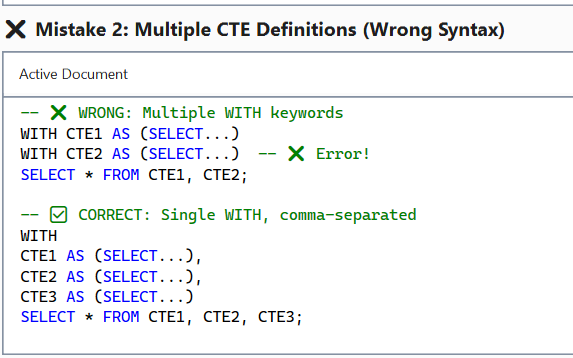 ❌ Mistake 2: Multiple CTE Definitions (Wrong Syntax)
Active Document
-- ❌ WRONG: Multiple WITH keywords
WITH CTE1 AS (SELECT...)
WITH CTE2 AS (SELECT...)  -- ❌ Error!
SELECT * FROM CTE1, CTE2;

-- ✅ CORRECT: Single WITH, comma-separated
WITH
CTE1 AS (SELECT...),
CTE2 AS (SELECT...),
CTE3 AS (SELECT...)
SELECT * FROM CTE1, CTE2, CTE3;